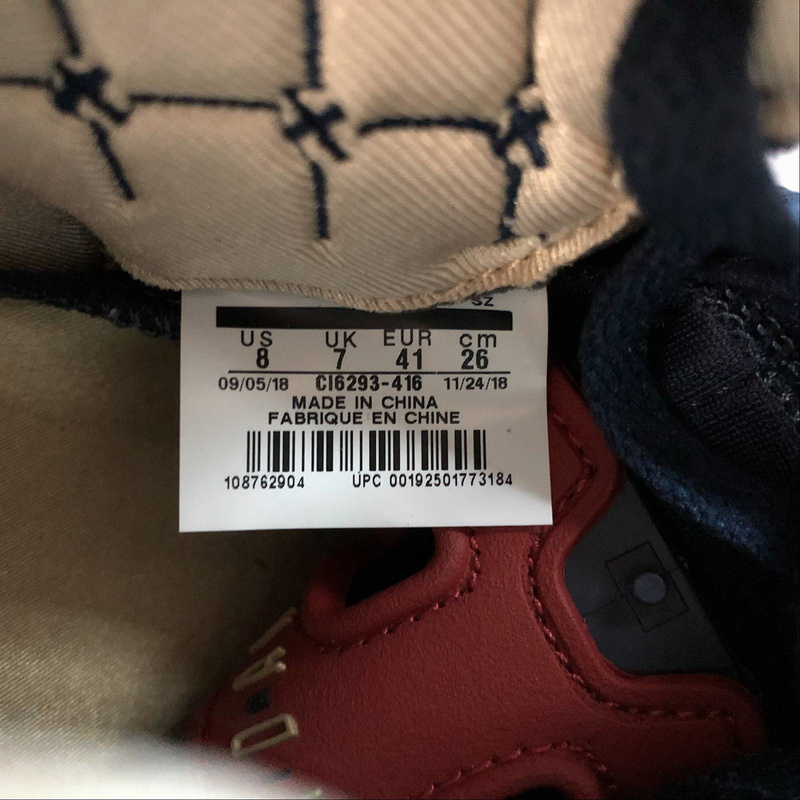 SZ
US UK EUR cm
8 7 41 26
09/05/18 CI6293-416 11/24/18
MADE IN CHINA
FABRIQUE EN CHINE
108762904 UPC 00192501773184